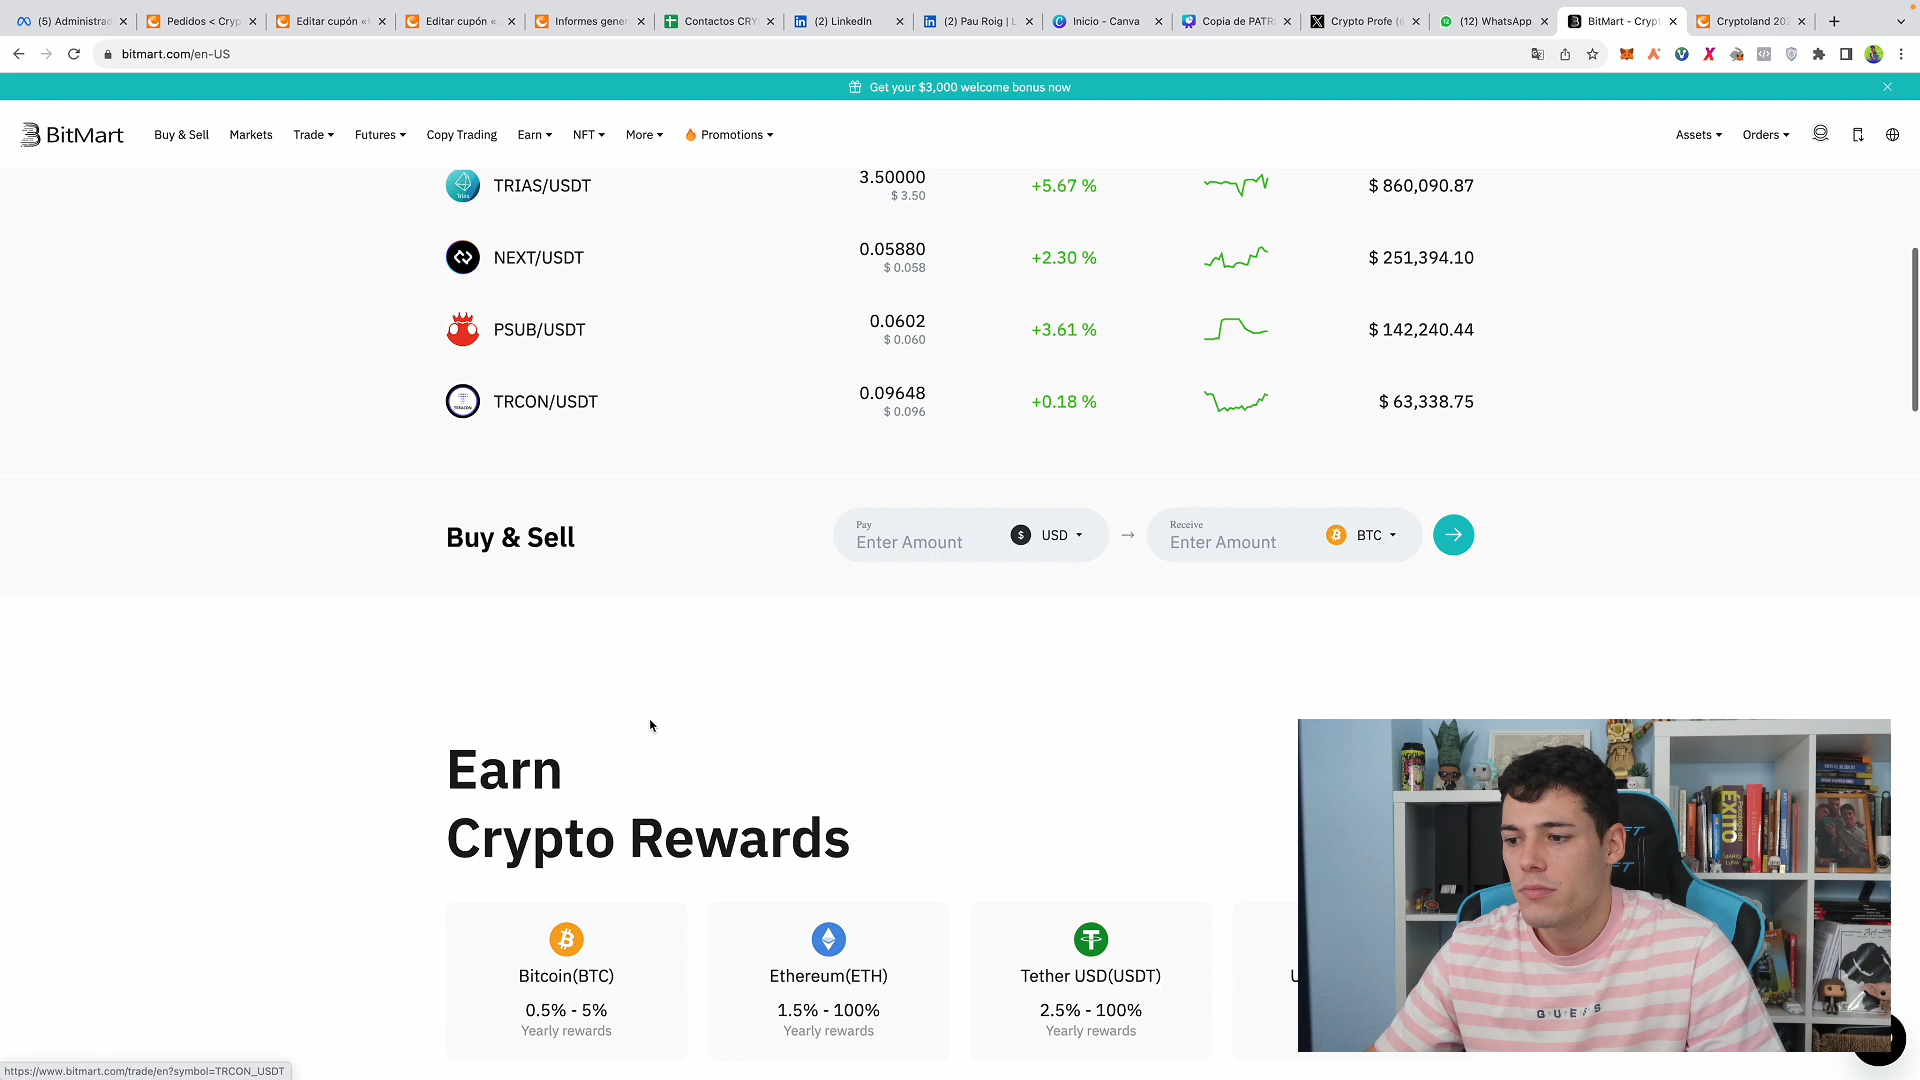 (5) Administrad
Pedidos < Cryp
Editar cupón «
Editar cupón «
Informes gener
Contactos CRY
(2) LinkedIn
(2) Pau Roig | L
Inicio - Canva
Copia de PATR
Crypto Profe (@
(12) WhatsApp
BitMart - Crypt
Cryptoland 202
bitmart.com/en-US
Get your $3,000 welcome bonus now
BitMart
Buy & Sell
Markets
Trade
Futures
Copy Trading
Earn
NFT
More
Promotions
Assets
Orders
TRIAS/USDT
3.50000
$ 3.50
+5.67 %
$ 860,090.87
NEXT/USDT
0.05880
$ 0.058
+2.30 %
$ 251,394.10
PSUB/USDT
0.0602
$ 0.060
+3.61 %
$ 142,240.44
TRCON/USDT
0.09648
$ 0.096
+0.18 %
$ 63,338.75
Buy & Sell
Pay
Enter Amount
USD
Receive
Enter Amount
BTC
Earn
Crypto Rewards
Bitcoin(BTC)
0.5% - 5%
Yearly rewards
Ethereum(ETH)
1.5% - 100%
Yearly rewards
Tether USD(USDT)
2.5% - 100%
Yearly rewards
ÉXITO
GUESS
https://www.bitmart.com/trade/en?symbol=TRCON_USDT